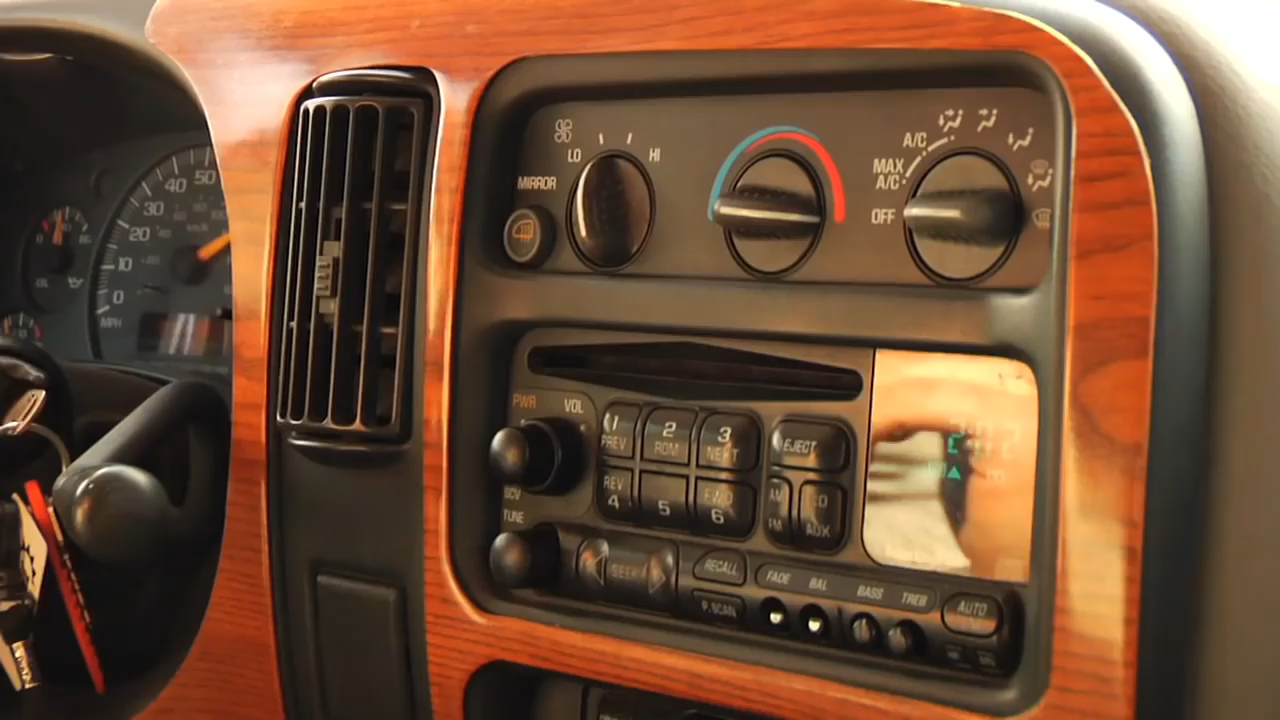 40 50
30
20
10
0
MPH
LO HI
MIRROR
A/C
MAX
A/C
OFF
PWR VOL
1 PREV
2 RDM
3 NEXT
EJECT
REV 4
5
FWD 6
AM FM
CD AUX
SCV
TUNE
SEEK
RECALL
P.SCAN
FADE BAL BASS TREB
AUTO